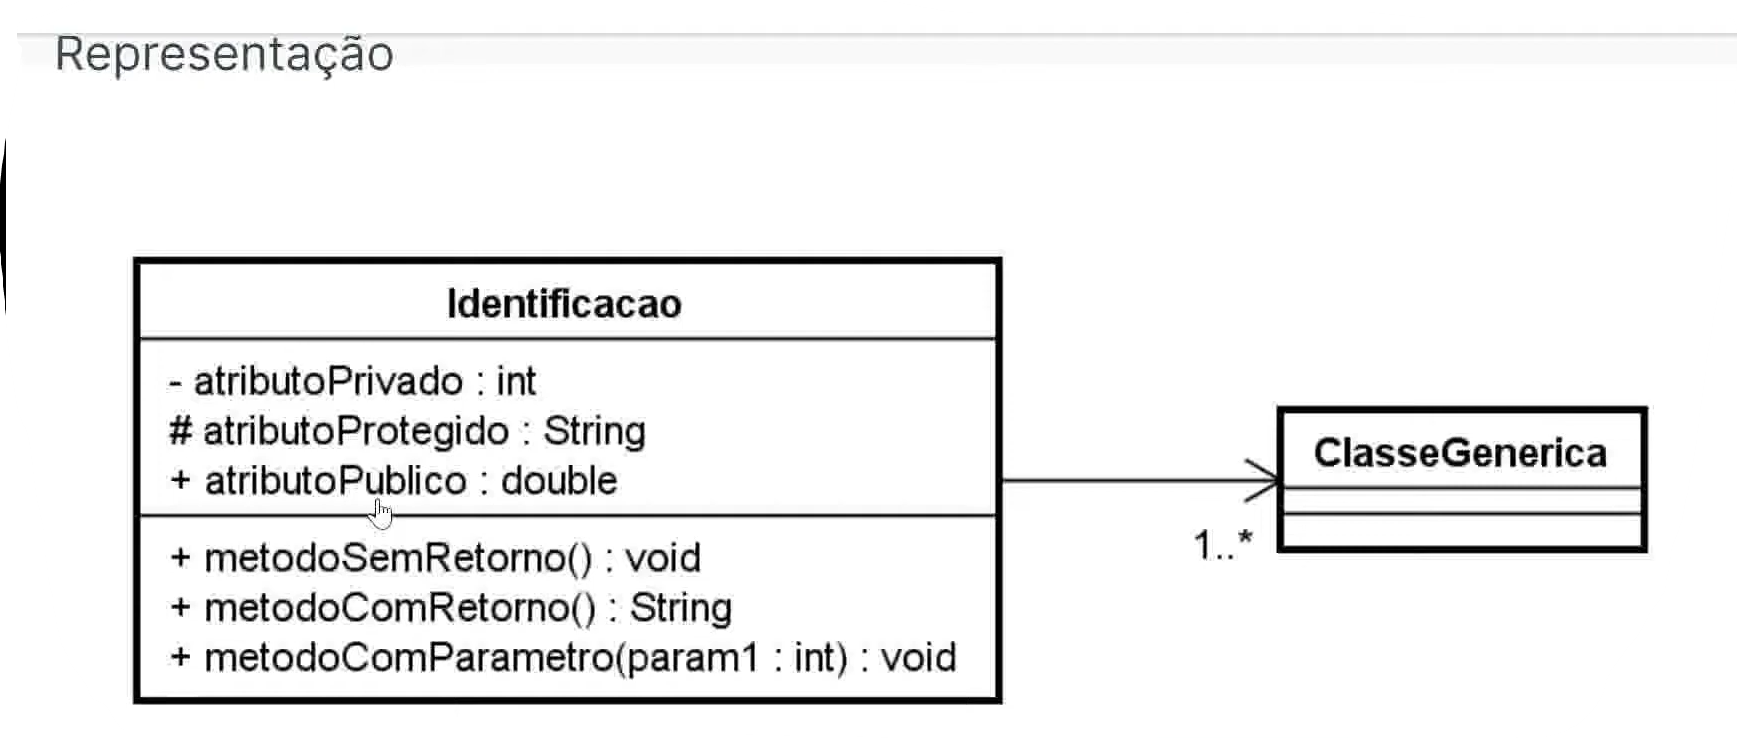 Representação
Identificacao
- atributoPrivado : int
# atributoProtegido : String
+ atributoPublico : double
+ metodoSemRetorno() : void
+ metodoComRetorno() : String
+ metodoComParametro(param1 : int) : void
ClasseGenerica
1..*